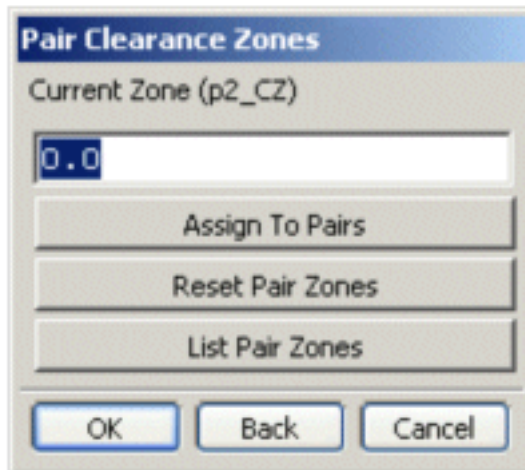 Pair Clearance Zones
Current Zone (p2_CZ)
0.0
Assign To Pairs
Reset Pair Zones
List Pair Zones
OK Back Cancel